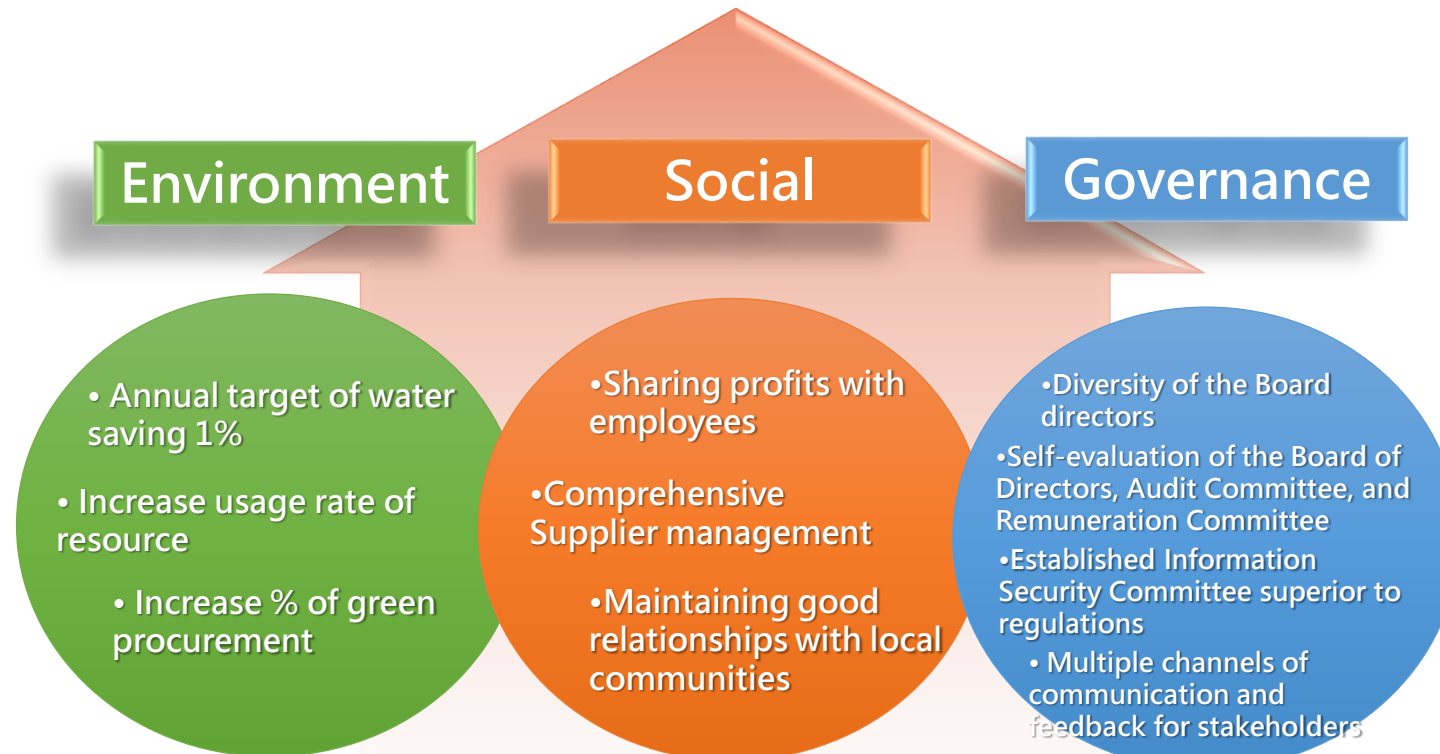 Environment
Social
Governance
• Annual target of water
saving 1%
• Increase usage rate of
resource
• Increase % of green
procurement
•Sharing profits with
employees
•Comprehensive
Supplier management
•Maintaining good
relationships with local
communities
•Diversity of the Board
directors
•Self-evaluation of the Board of
Directors, Audit Committee, and
Remuneration Committee
•Established Information
Security Committee superior to
regulations
• Multiple channels of
communication and
feedback for stakeholders